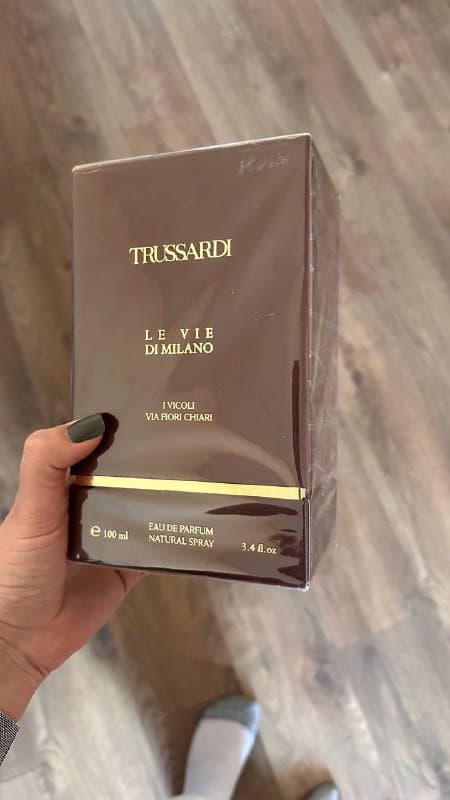 TRUSSARDI
LE VIE
DI MILANO
I VICOLI
VIA FIORI CHIARI
℮ 100 ml
EAU DE PARFUM
NATURAL SPRAY
3.4 fl.oz